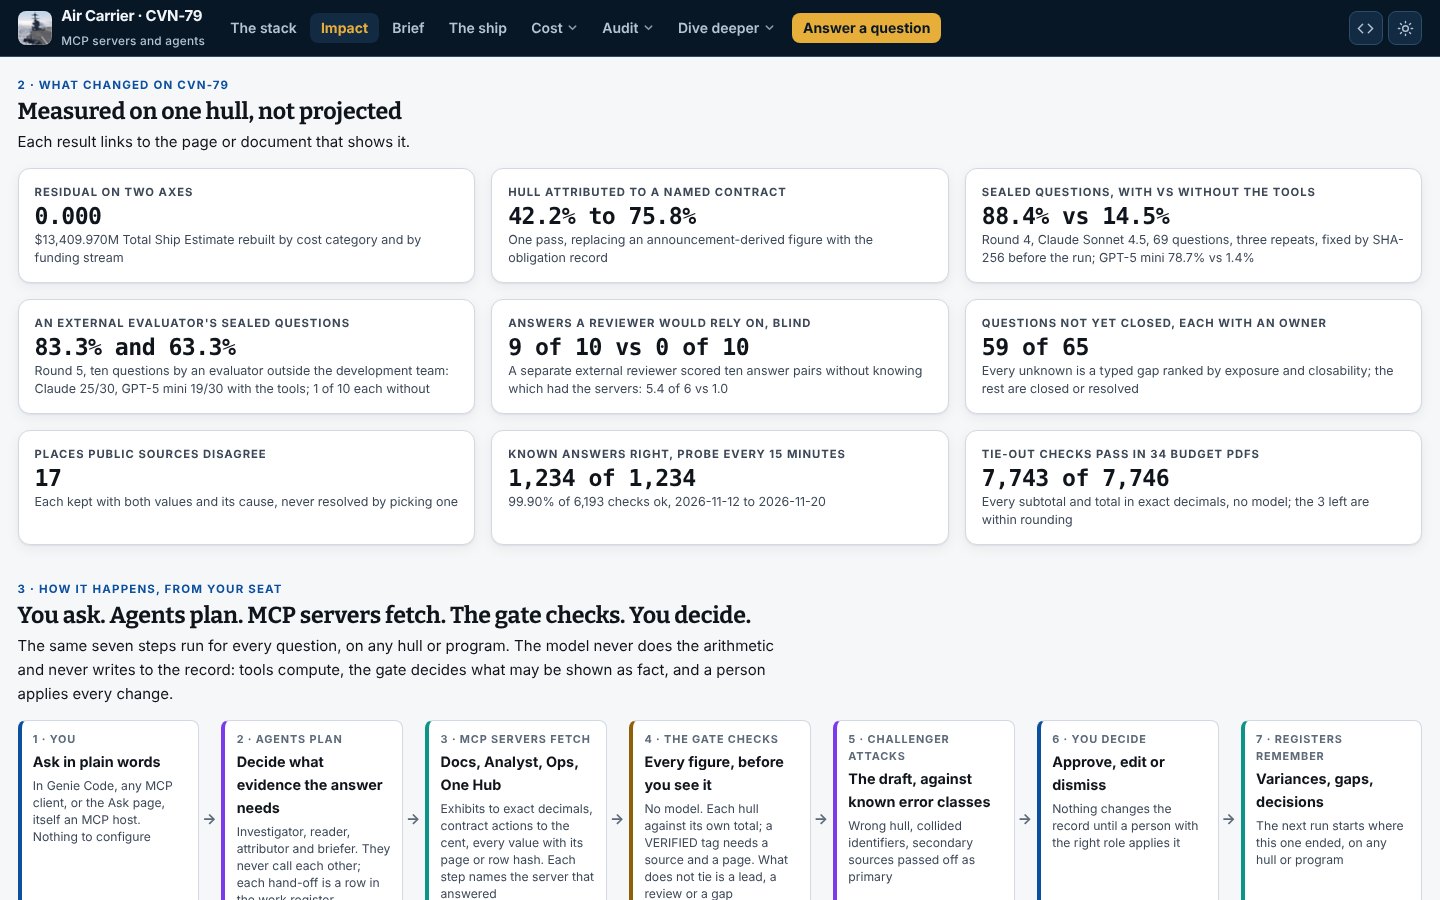 Air Carrier · CVN-79
MCP servers and agents
The stack
Impact
Brief
The ship
Cost
Audit
Dive deeper
Answer a question
2 · WHAT CHANGED ON CVN-79
Measured on one hull, not projected
Each result links to the page or document that shows it.
RESIDUAL ON TWO AXES
0.000
$13,409.970M Total Ship Estimate rebuilt by cost category and by
funding stream
HULL ATTRIBUTED TO A NAMED CONTRACT
42.2% to 75.8%
One pass, replacing an announcement-derived figure with the
obligation record
SEALED QUESTIONS, WITH VS WITHOUT THE TOOLS
88.4% vs 14.5%
Round 4, Claude Sonnet 4.5, 69 questions, three repeats, fixed by SHA-
256 before the run; GPT-5 mini 78.7% vs 1.4%
AN EXTERNAL EVALUATOR'S SEALED QUESTIONS
83.3% and 63.3%
Round 5, ten questions by an evaluator outside the development team:
Claude 25/30, GPT-5 mini 19/30 with the tools; 1 of 10 each without
ANSWERS A REVIEWER WOULD RELY ON, BLIND
9 of 10 vs 0 of 10
A separate external reviewer scored ten answer pairs without knowing
which had the servers: 5.4 of 6 vs 1.0
QUESTIONS NOT YET CLOSED, EACH WITH AN OWNER
59 of 65
Every unknown is a typed gap ranked by exposure and closability; the
rest are closed or resolved
PLACES PUBLIC SOURCES DISAGREE
17
Each kept with both values and its cause, never resolved by picking one
KNOWN ANSWERS RIGHT, PROBE EVERY 15 MINUTES
1,234 of 1,234
99.90% of 6,193 checks ok, 2026-11-12 to 2026-11-20
TIE-OUT CHECKS PASS IN 34 BUDGET PDFS
7,743 of 7,746
Every subtotal and total in exact decimals, no model; the 3 left are
within rounding
3 · HOW IT HAPPENS, FROM YOUR SEAT
You ask. Agents plan. MCP servers fetch. The gate checks. You decide.
The same seven steps run for every question, on any hull or program. The model never does the arithmetic
and never writes to the record: tools compute, the gate decides what may be shown as fact, and a person
applies every change.
1 · YOU
Ask in plain words
In Genie Code, any MCP
client, or the Ask page,
itself an MCP host.
Nothing to configure
2 · AGENTS PLAN
Decide what
evidence the answer
needs
Investigator, reader,
attributor and briefer. They
never call each other;
each hand-off is a row in
the work register
3 · MCP SERVERS FETCH
Docs, Analyst, Ops,
One Hub
Exhibits to exact decimals,
contract actions to the
cent, every value with its
page or row hash. Each
step names the server that
answered
4 · THE GATE CHECKS
Every figure, before
you see it
No model. Each hull
against its own total; a
VERIFIED tag needs a
source and a page. What
does not tie is a lead, a
review or a gap
5 · CHALLENGER
ATTACKS
The draft, against
known error classes
Wrong hull, collided
identifiers, secondary
sources passed off as
primary
6 · YOU DECIDE
Approve, edit or
dismiss
Nothing changes the
record until a person with
the right role applies it
7 · REGISTERS
REMEMBER
Variances, gaps,
decisions
The next run starts where
this one ended, on any
hull or program